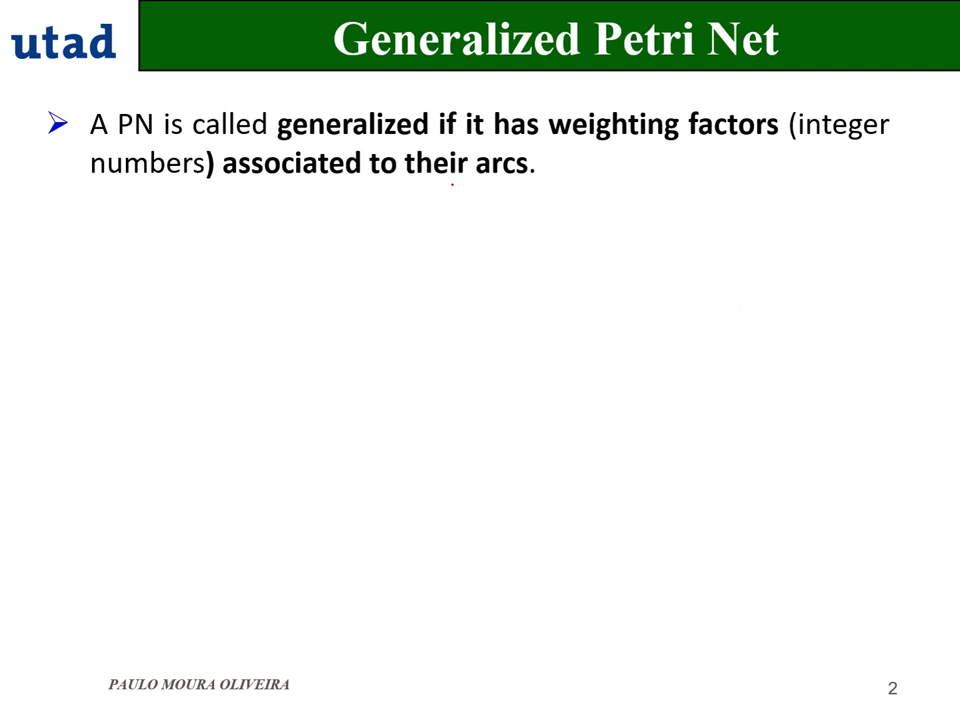 utad
Generalized Petri Net
A PN is called generalized if it has weighting factors (integer
numbers) associated to their arcs.
PAULO MOURA OLIVEIRA
2